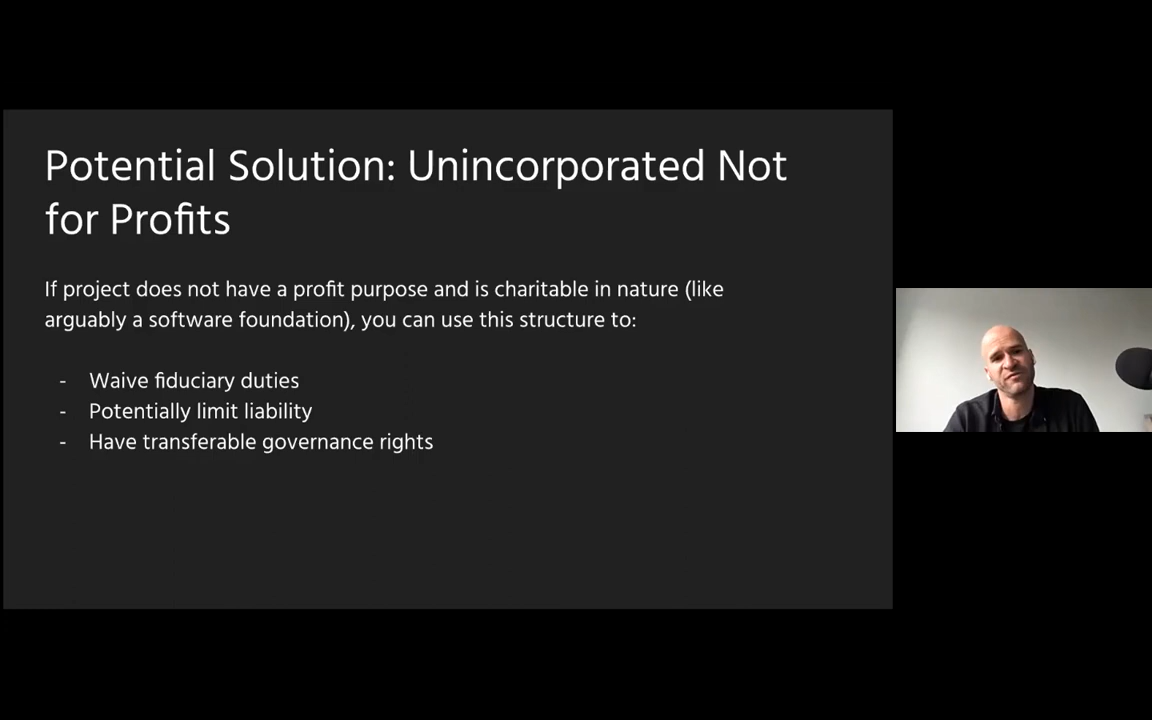 Potential Solution: Unincorporated Not
for Profits
If project does not have a profit purpose and is charitable in nature (like
arguably a software foundation), you can use this structure to:
- Waive fiduciary duties
- Potentially limit liability
- Have transferable governance rights